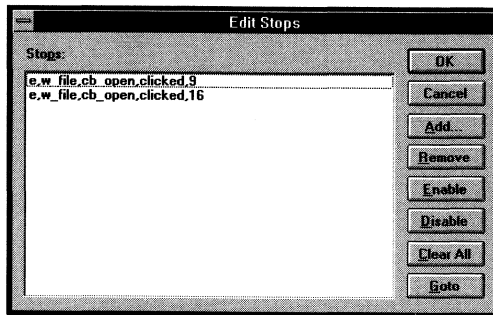 Edit Stops
Stops:
e,w_file,cb_open,clicked,9
e,w_file,cb_open,clicked,16
OK
Cancel
Add...
Remove
Enable
Disable
Clear All
Goto